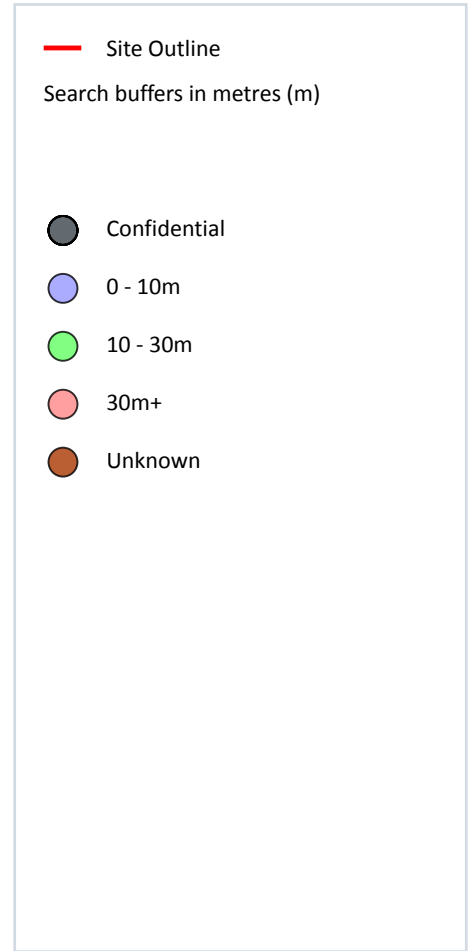 Site Outline
Search buffers in metres (m)
Confidential
0 - 10m
10 - 30m
30m+
Unknown